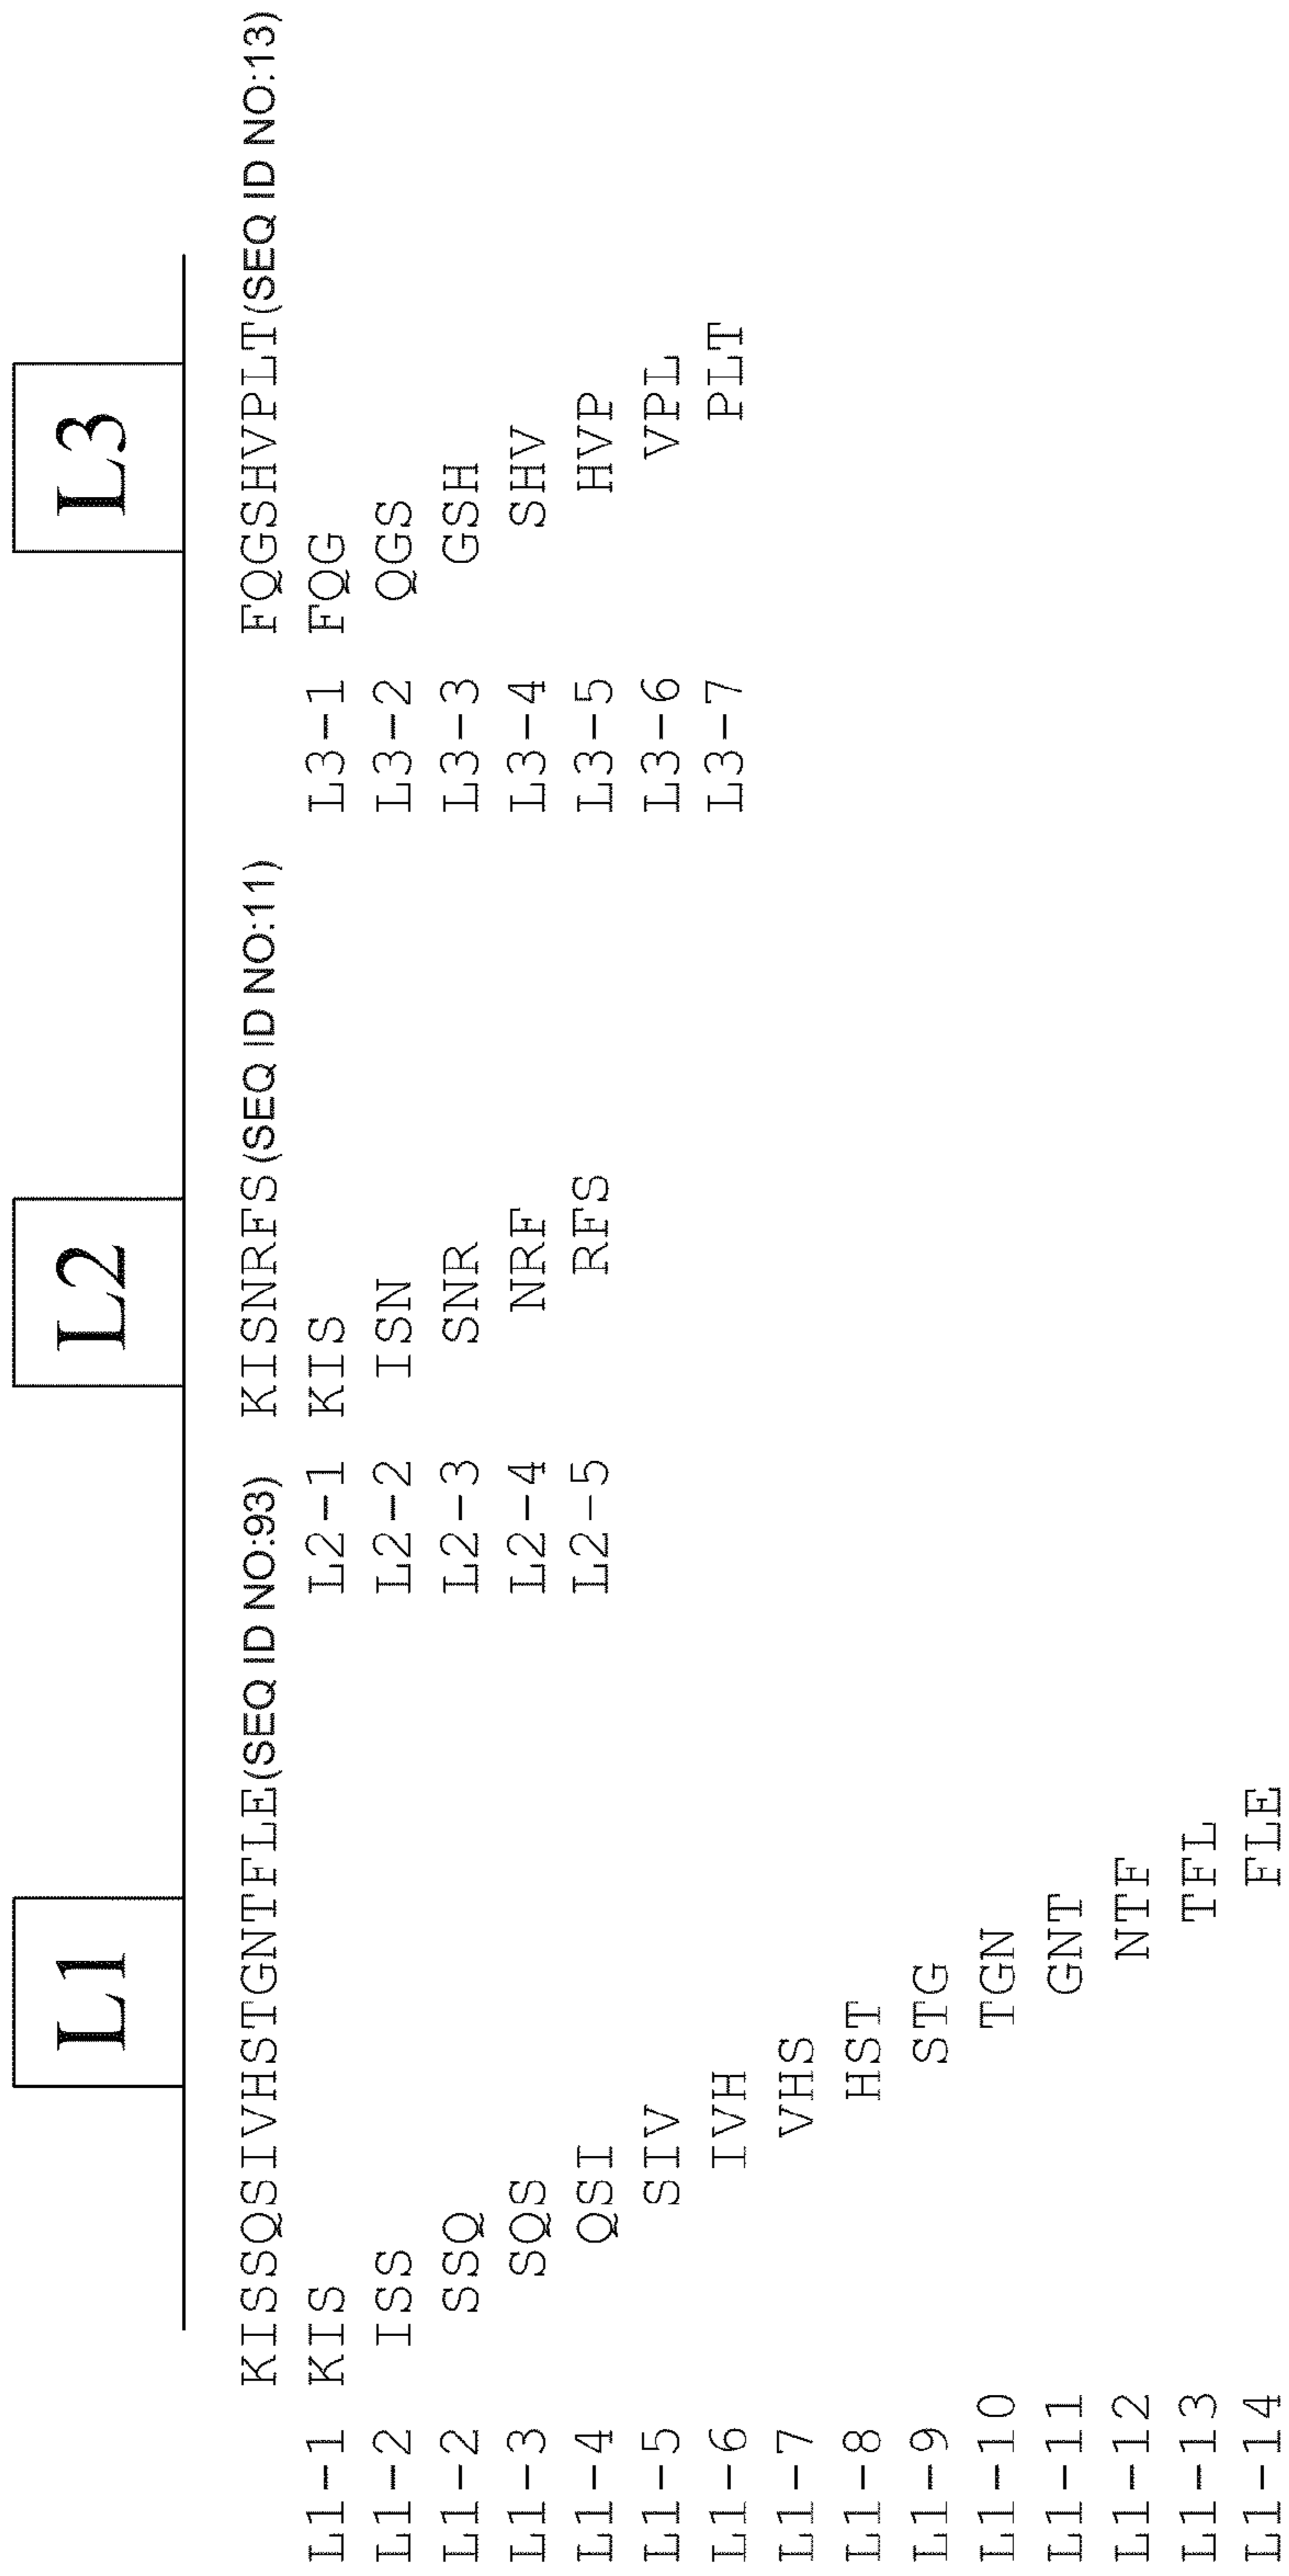 L1 L2 L3
KISSQSIVHSTGNTFLE(SEQ ID NO:93) KISNRFS(SEQ ID NO:11) FQGSHVPLT(SEQ ID NO:13)
L1-1 KIS L2-1 KIS L3-1 FQG
L1-2 ISS L2-2 ISN L3-2 QGS
L1-2 SSQ L2-3 SNR L3-3 GSH
L1-3 SQS L2-4 NRF L3-4 SHV
L1-4 QSI L2-5 RFS L3-5 HVP
L1-5 SIV L3-6 VPL
L1-6 IVH L3-7 PLT
L1-7 VHS
L1-8 HST
L1-9 STG
L1-10 TGN
L1-11 GNT
L1-12 NTF
L1-13 TFL
L1-14 FLE